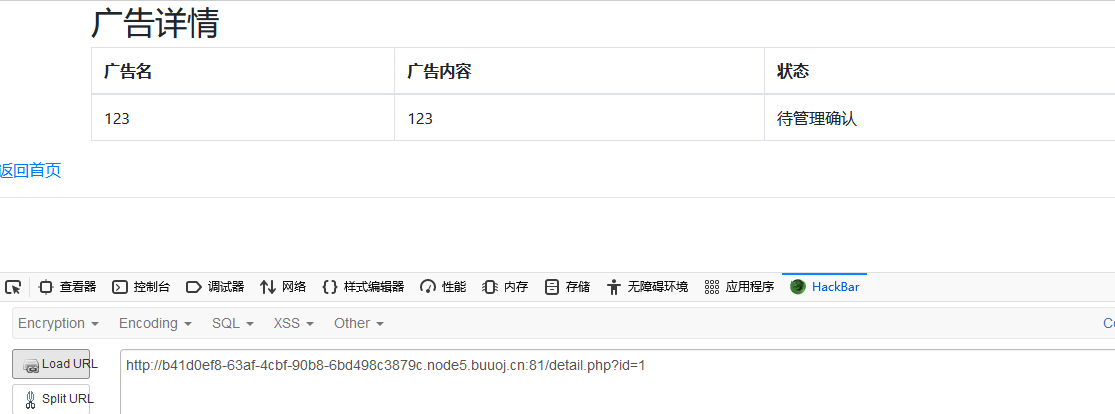 广告详情
广告名 广告内容 状态
123 123 待管理确认
返回首页
查看器 控制台 调试器 网络 样式编辑器 性能 内存 存储 无障碍环境 应用程序 HackBar
Encryption Encoding SQL XSS Other
Load URL http://b41d0ef8-63af-4cbf-90b8-6bd498c3879c.node5.buuoj.cn:81/detail.php?id=1
Split URL